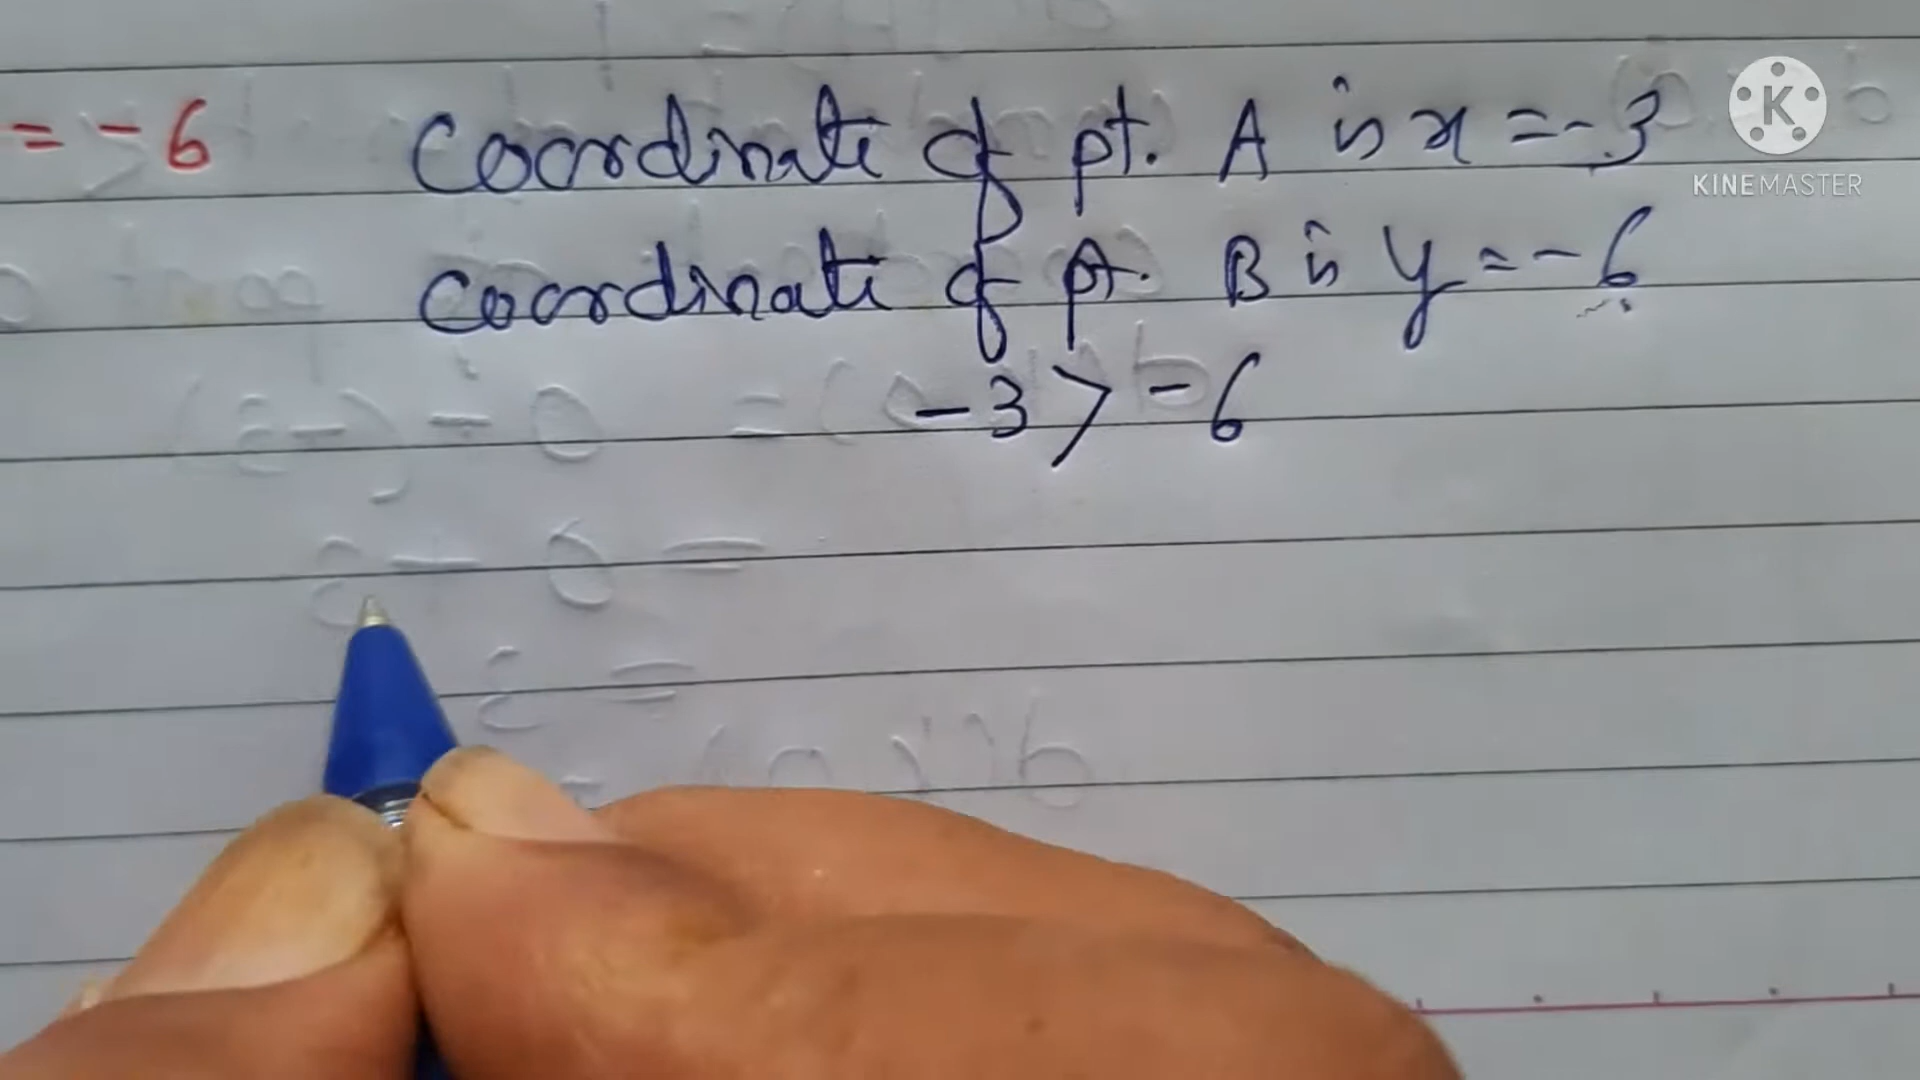 = -6 Coordinate of pt. A is x = -3
KINEMASTER
Coordinate of pt. B is y = -6
-3 > -6